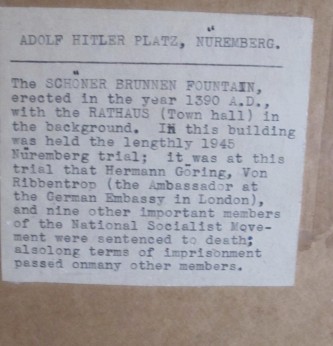 ADOLF HITLER PLATZ, NÜREMBERG.
The SCHÖNER BRUNNEN FOUNTAIN,
erected in the year 1390 A.D.,
with the RATHAUS (Town hall) in
the background. In this building
was held the lengthly 1945
Nüremberg trial; it was at this
trial that Hermann Göring, Von
Ribbentrop (the Ambassador at
the German Embassy in London),
and nine other important members
of the National Socialist Move-
ment were sentenced to death;
alsolong terms of imprisonment
passed onmany other members.